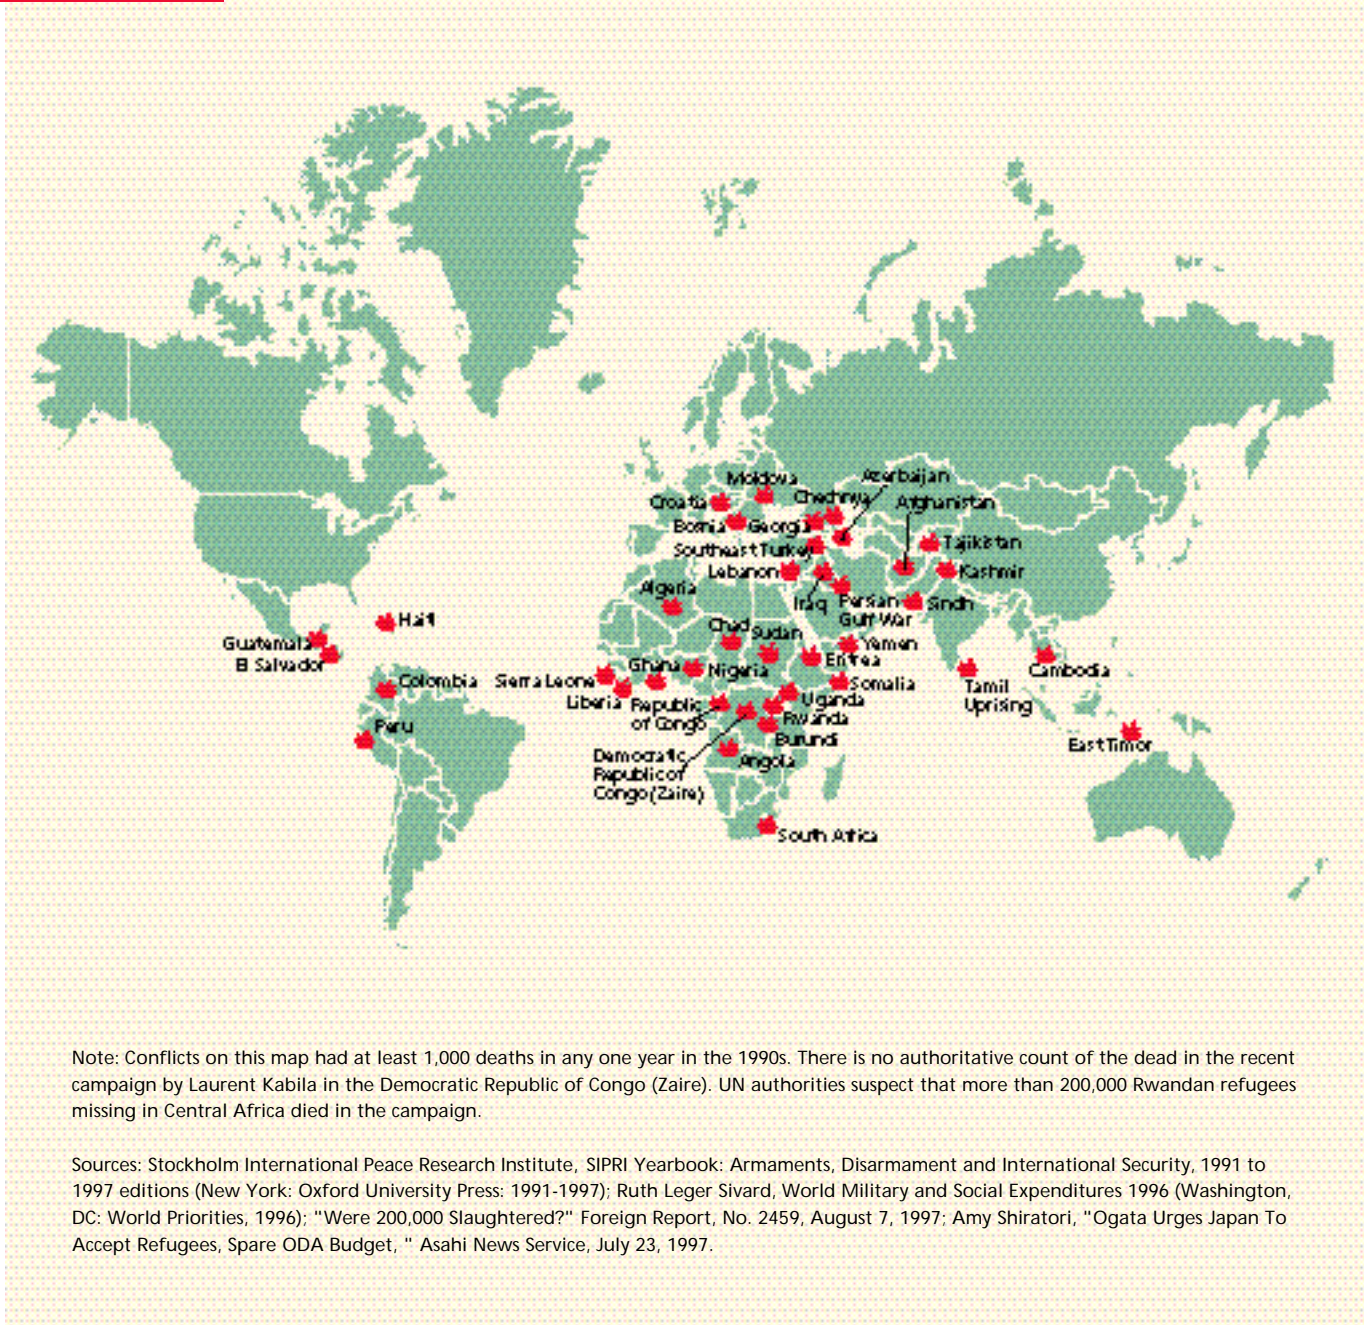 Moldova
Azerbaijan
Croatia
Chechnya
Afghanistan
Bosnia
Georgia
Southeast Turkey
Tajikistan
Lebanon
Kashmir
Algeria
Iraq
Persian
Gulf War
Sindh
Haiti
Chad
Sudan
Guatemala
El Salvador
Yemen
Eritrea
Ghana
Nigeria
Cambodia
Colombia
Sierra Leone
Somalia
Tamil
Uprising
Liberia
Republic
of Congo
Uganda
Rwanda
Peru
Burundi
East Timor
Democratic
Republic of
Congo (Zaire)
Angola
South Africa
Note: Conflicts on this map had at least 1,000 deaths in any one year in the 1990s. There is no authoritative count of the dead in the recent
campaign by Laurent Kabila in the Democratic Republic of Congo (Zaire). UN authorities suspect that more than 200,000 Rwandan refugees
missing in Central Africa died in the campaign.
Sources: Stockholm International Peace Research Institute, SIPRI Yearbook: Armaments, Disarmament and International Security, 1991 to
1997 editions (New York: Oxford University Press: 1991-1997); Ruth Leger Sivard, World Military and Social Expenditures 1996 (Washington,
DC: World Priorities, 1996); "Were 200,000 Slaughtered?" Foreign Report, No. 2459, August 7, 1997; Amy Shiratori, "Ogata Urges Japan To
Accept Refugees, Spare ODA Budget, " Asahi News Service, July 23, 1997.